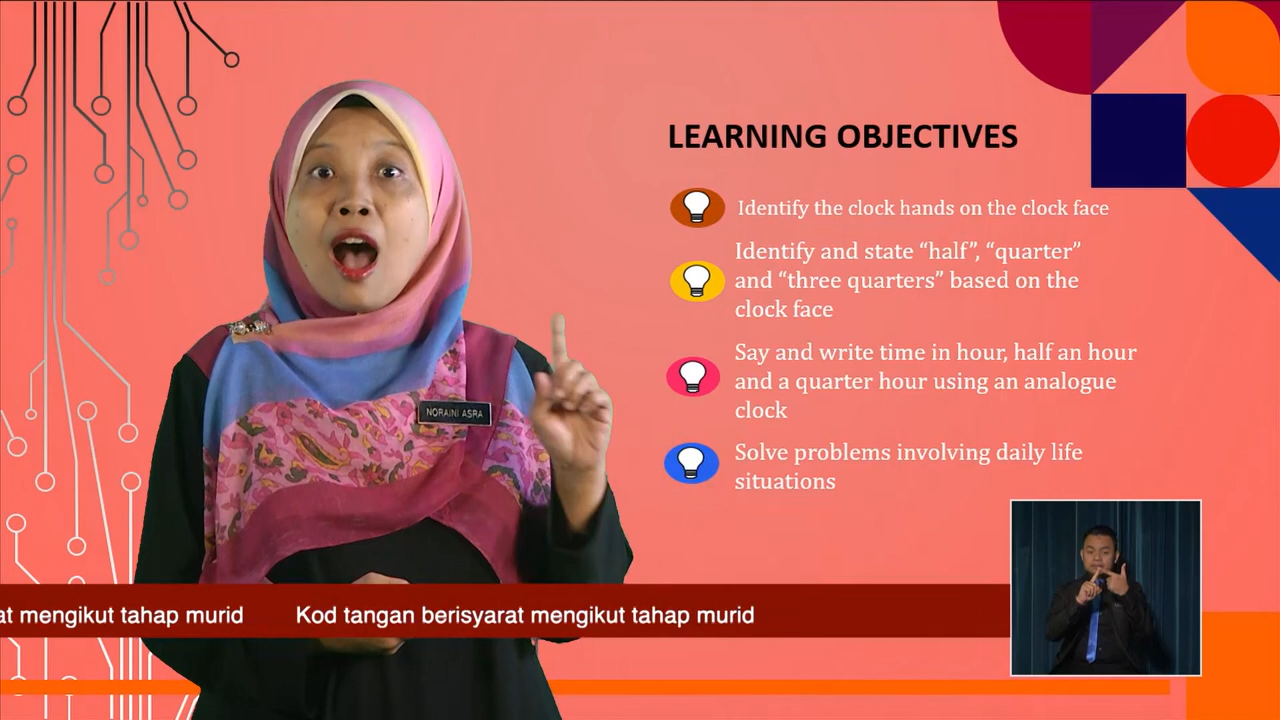 LEARNING OBJECTIVES
Identify the clock hands on the clock face
Identify and state “half”, “quarter”
and “three quarters” based on the
clock face
Say and write time in hour, half an hour
and a quarter hour using an analogue
clock
Solve problems involving daily life
situations
NORAINI ASRA
at mengikut tahap murid Kod tangan berisyarat mengikut tahap murid